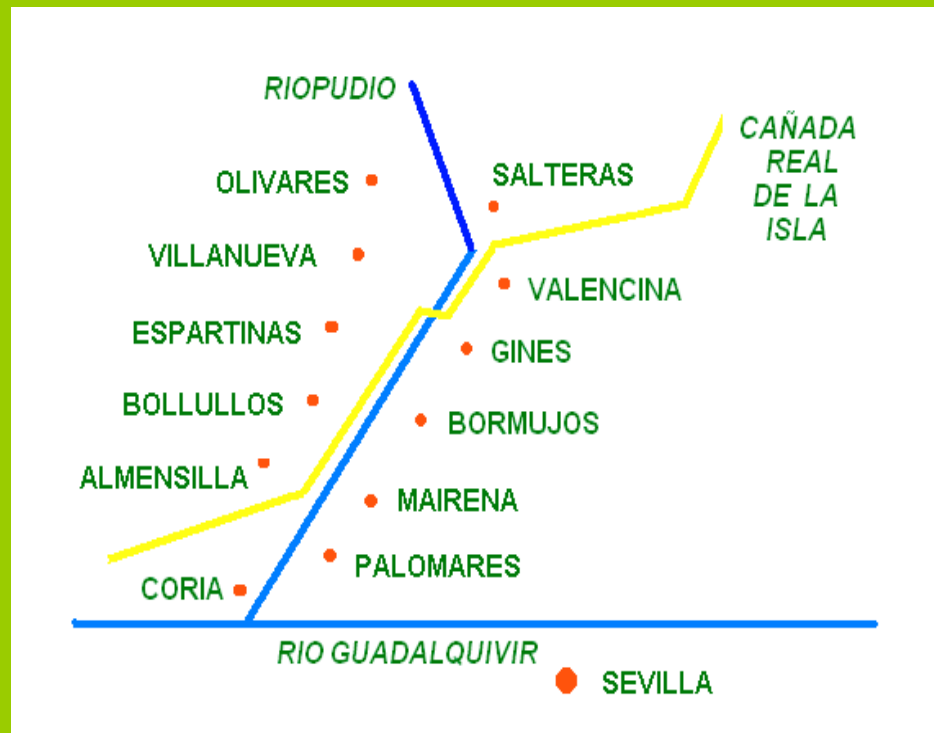 RIOPUDIO
CAÑADA
REAL
DE LA
ISLA
OLIVARES
SALTERAS
VILLANUEVA
VALENCINA
ESPARTINAS
GINES
BOLLULLOS
BORMUJOS
ALMENSILLA
MAIRENA
PALOMARES
CORIA
RIO GUADALQUIVIR
SEVILLA